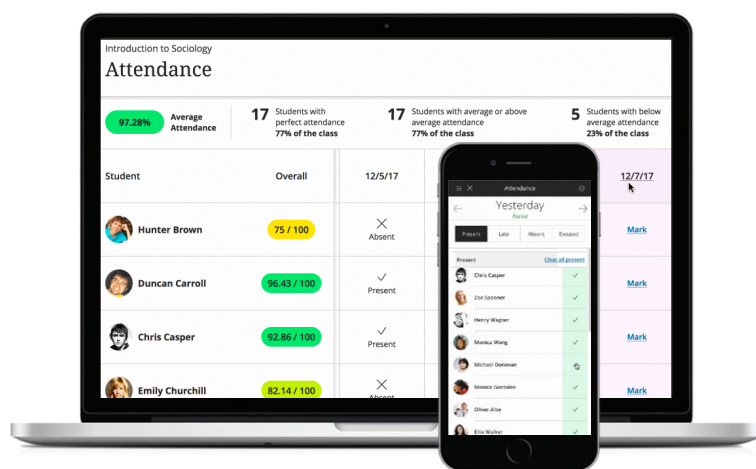 Introduction to Sociology
Attendance
97.28%
Average
Attendance
17
Students with
perfect attendance
77% of the class
17
Students with average or above
average attendance
77% of the class
5
Students with below
average attendance
23% of the class
Student Overall 12/5/17 12/7/17
Hunter Brown 75 / 100 Absent Mark
Duncan Carroll 96.43 / 100 Present Mark
Chris Casper 92.86 / 100 Present Mark
Emily Churchill 82.14 / 100 Absent Mark
Attendance
Yesterday
Present Late Absent Excused
Present Clear all present
Chris Casper
Zoe Spooner
Henry Wagner
Monica Wang
Michael Donovan
Monica Gonzales
Oliver Albe
Ellie Walker